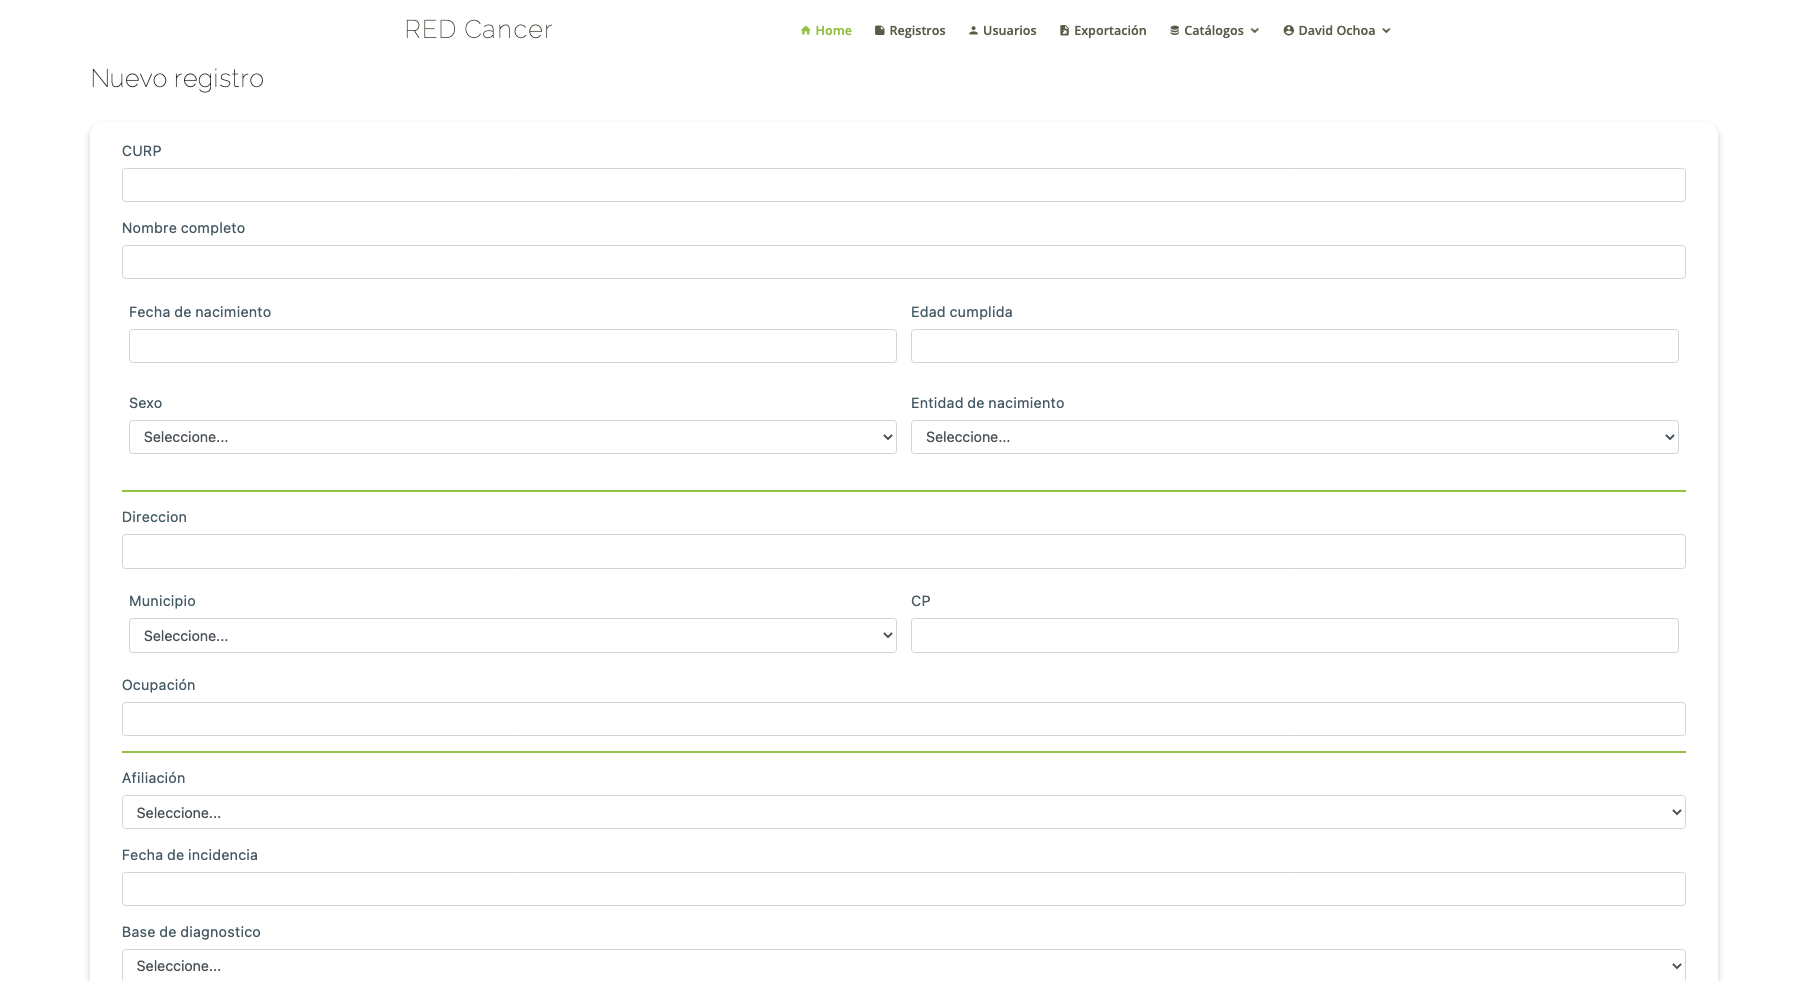 RED Cancer
Home Registros Usuarios Exportación Catálogos David Ochoa
Nuevo registro
CURP
Nombre completo
Fecha de nacimiento Edad cumplida
Sexo Entidad de nacimiento
Seleccione... Seleccione...
Direccion
Municipio CP
Seleccione...
Ocupación
Afiliación
Seleccione...
Fecha de incidencia
Base de diagnostico
Seleccione...